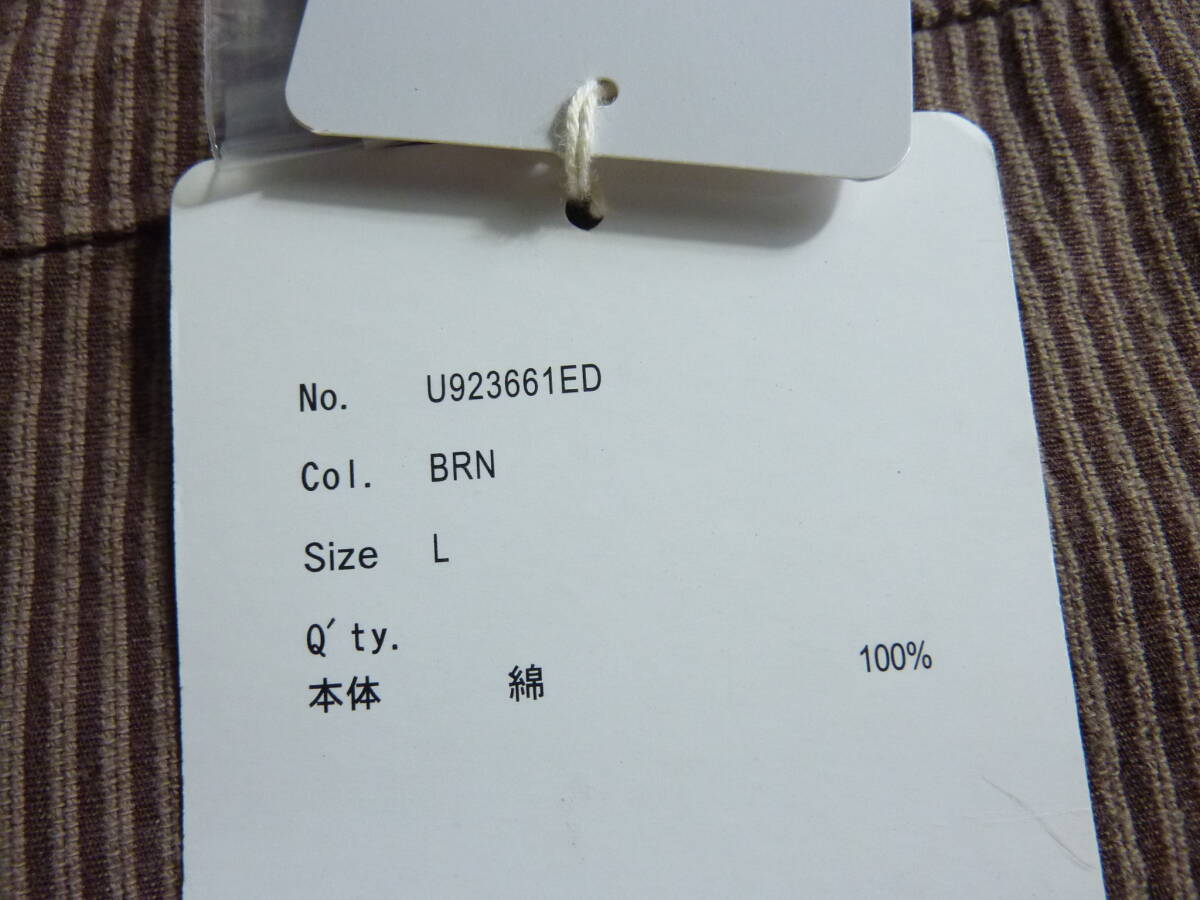 No. U923661ED
Col. BRN
Size L
Q'ty.
本体 綿 100%